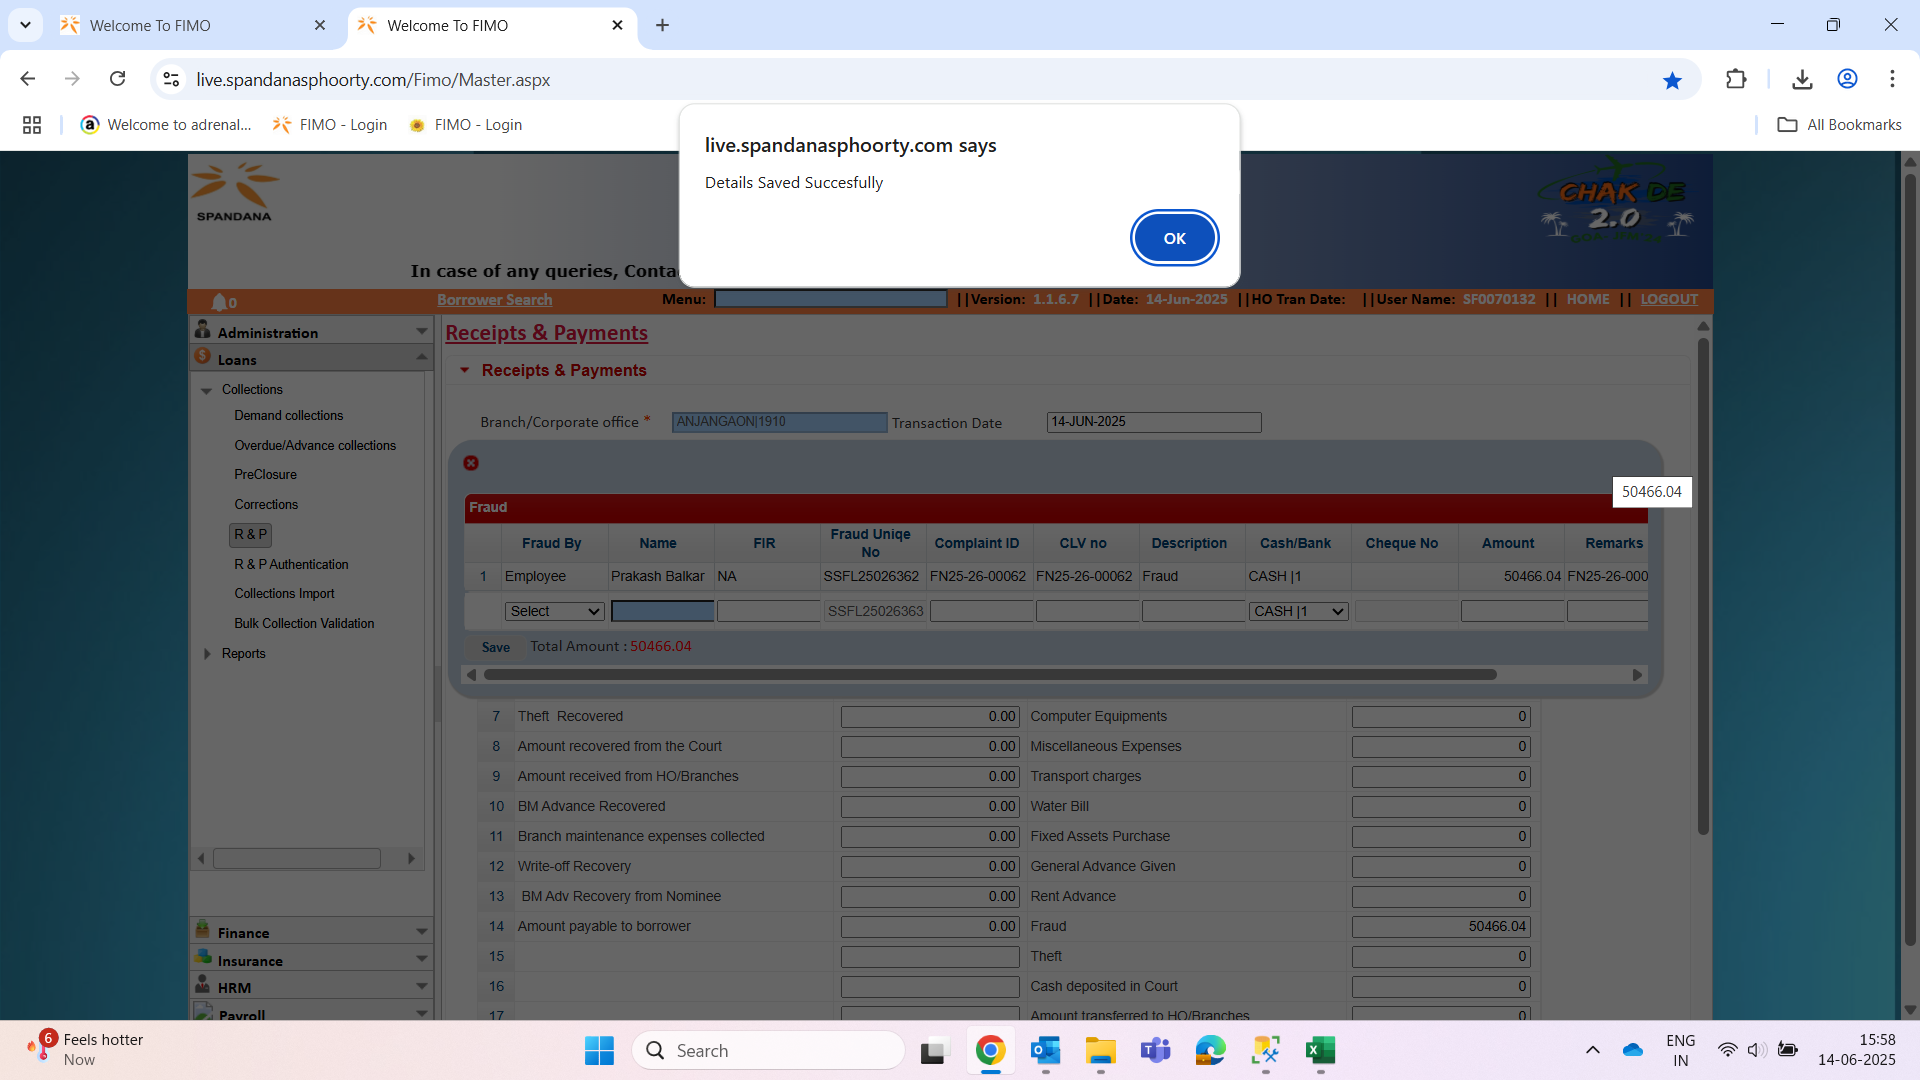 Welcome To FIMO
Welcome To FIMO
live.spandanasphoorty.com/Fimo/Master.aspx
Welcome to adrenal...
FIMO - Login
FIMO - Login
All Bookmarks
live.spandanasphoorty.com says
Details Saved Succesfully
OK
SPANDANA
CHAK DE
2.0
In case of any queries, Conta
0
Borrower Search
Menu:
||Version: 1.1.6.7 ||Date: 14-Jun-2025 ||HO Tran Date: ||User Name: SF0070132 || HOME || LOGOUT
Administration
Loans
Collections
Demand collections
Overdue/Advance collections
PreClosure
Corrections
R & P
R & P Authentication
Collections Import
Bulk Collection Validation
Reports
Finance
Insurance
HRM
Payroll
Receipts & Payments
Receipts & Payments
Branch/Corporate office * ANJANGAON|1910 Transaction Date 14-JUN-2025
50466.04
Fraud
Fraud By Name FIR Fraud Uniqe No Complaint ID CLV no Description Cash/Bank Cheque No Amount Remarks
1 Employee Prakash Balkar NA SSFL25026362 FN25-26-00062 FN25-26-00062 Fraud CASH |1 50466.04 FN25-26-000
Select SSFL25026363 CASH |1
Save Total Amount : 50466.04
7 Theft Recovered 0.00 Computer Equipments 0
8 Amount recovered from the Court 0.00 Miscellaneous Expenses 0
9 Amount received from HO/Branches 0.00 Transport charges 0
10 BM Advance Recovered 0.00 Water Bill 0
11 Branch maintenance expenses collected 0.00 Fixed Assets Purchase 0
12 Write-off Recovery 0.00 General Advance Given 0
13 BM Adv Recovery from Nominee 0.00 Rent Advance 0
14 Amount payable to borrower 0.00 Fraud 50466.04
15 Theft 0
16 Cash deposited in Court 0
17 Amount transferred to HO/Branches
6
Feels hotter
Now
Search
ENG
IN
15:58
14-06-2025